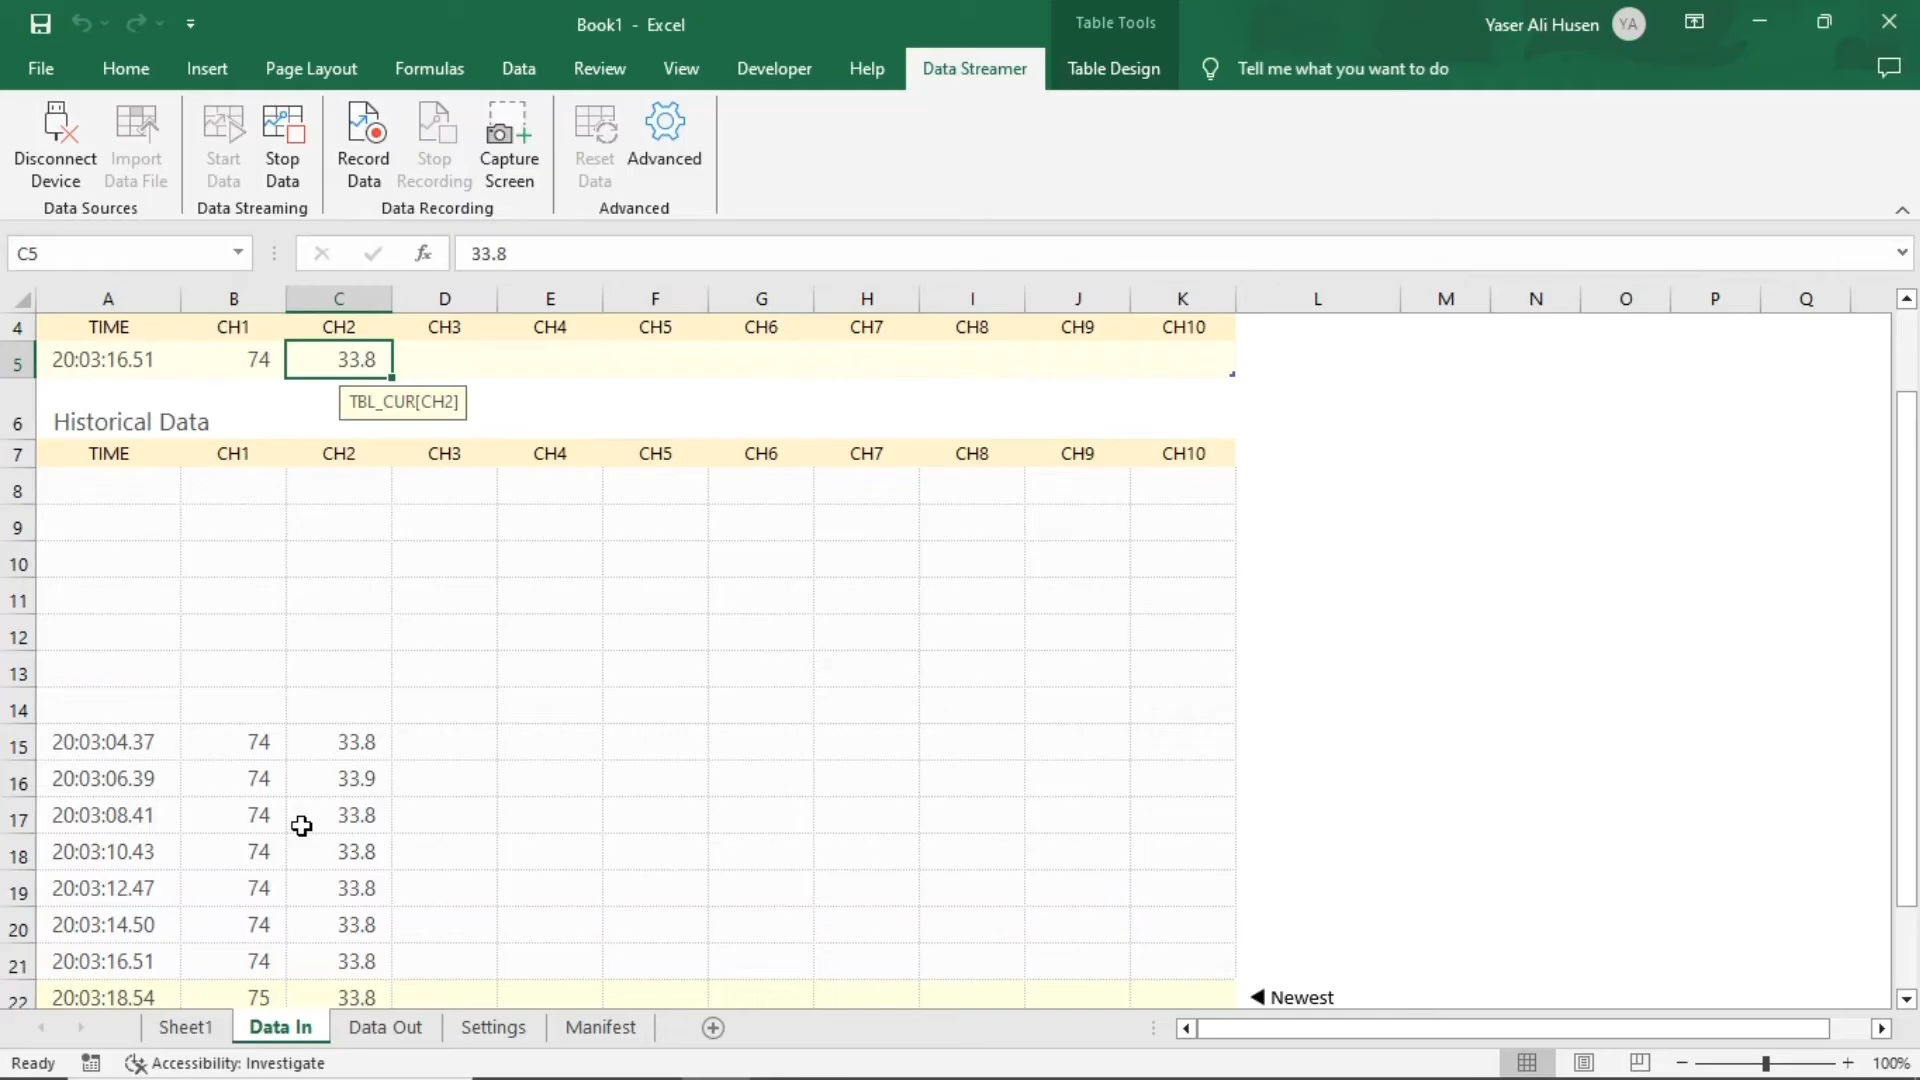 Book1 - Excel
Table Tools
Yaser Ali Husen
YA
File
Home
Insert
Page Layout
Formulas
Data
Review
View
Developer
Help
Data Streamer
Table Design
Tell me what you want to do
Disconnect Device
Import Data File
Start Data
Stop Data
Record Data
Stop Recording
Capture Screen
Reset Data
Advanced
Data Sources
Data Streaming
Data Recording
Advanced
C5
fx
33.8
A B C D E F G H I J K L M N O P Q
4 TIME CH1 CH2 CH3 CH4 CH5 CH6 CH7 CH8 CH9 CH10
5 20:03:16.51 74 33.8
TBL_CUR[CH2]
6 Historical Data
7 TIME CH1 CH2 CH3 CH4 CH5 CH6 CH7 CH8 CH9 CH10
8
9
10
11
12
13
14
15 20:03:04.37 74 33.8
16 20:03:06.39 74 33.9
17 20:03:08.41 74 33.8
18 20:03:10.43 74 33.8
19 20:03:12.47 74 33.8
20 20:03:14.50 74 33.8
21 20:03:16.51 74 33.8
22 20:03:18.54 75 33.8 Newest
Sheet1 Data In Data Out Settings Manifest
Ready
Accessibility: Investigate
100%